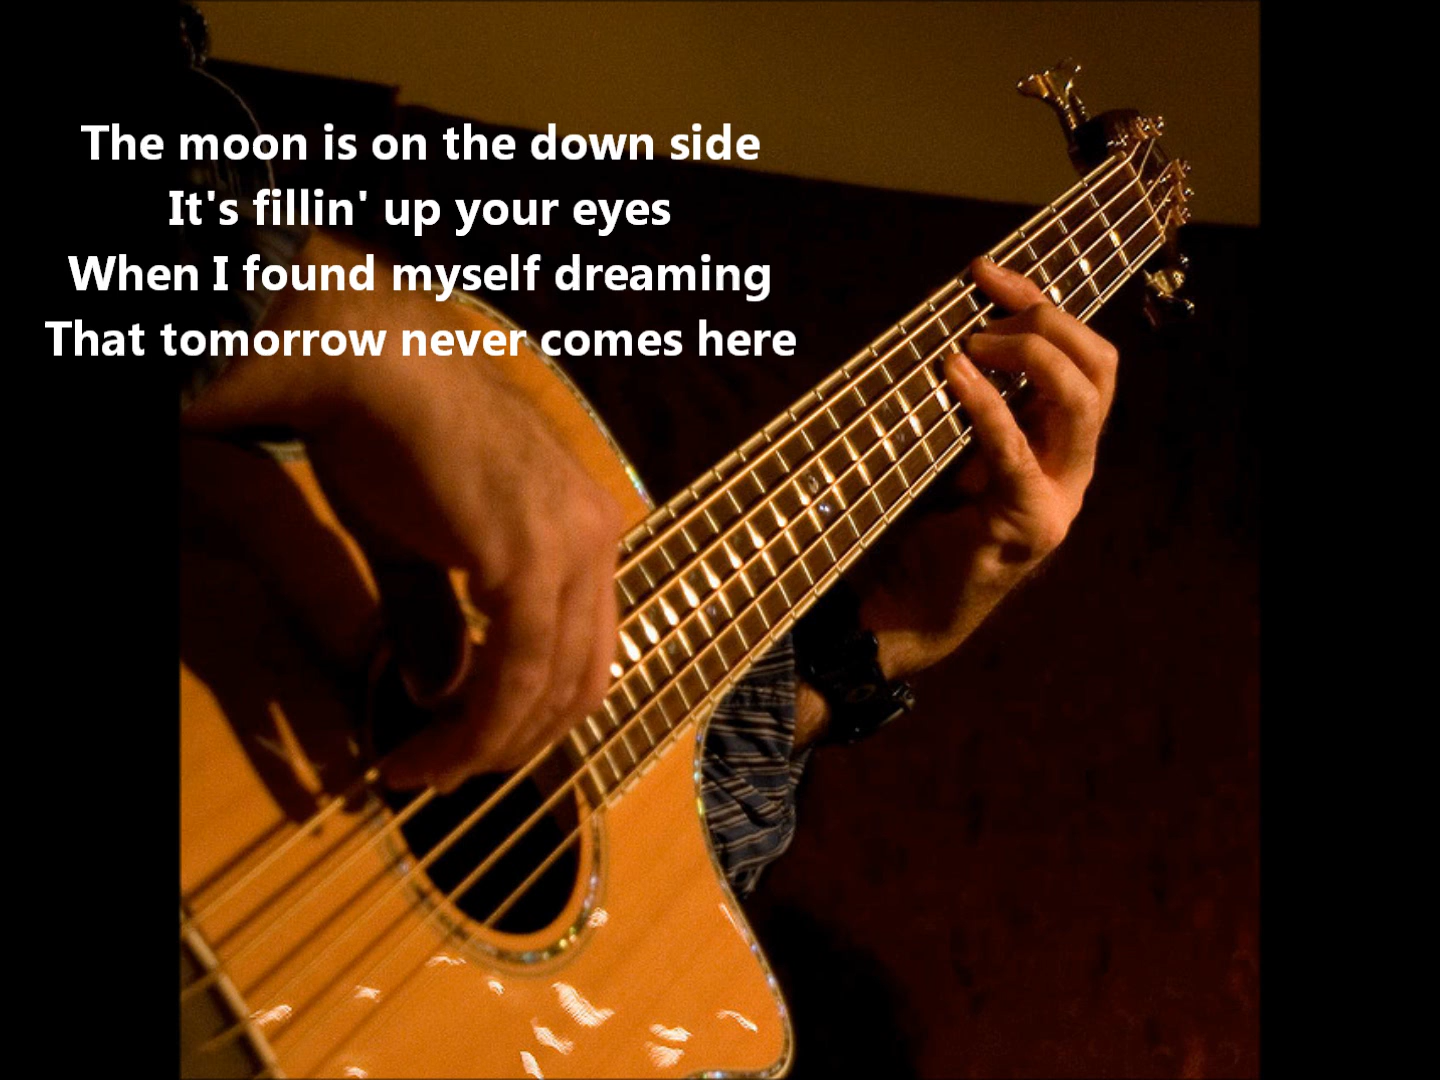 The moon is on the down side
It's fillin' up your eyes
When I found myself dreaming
That tomorrow never comes here